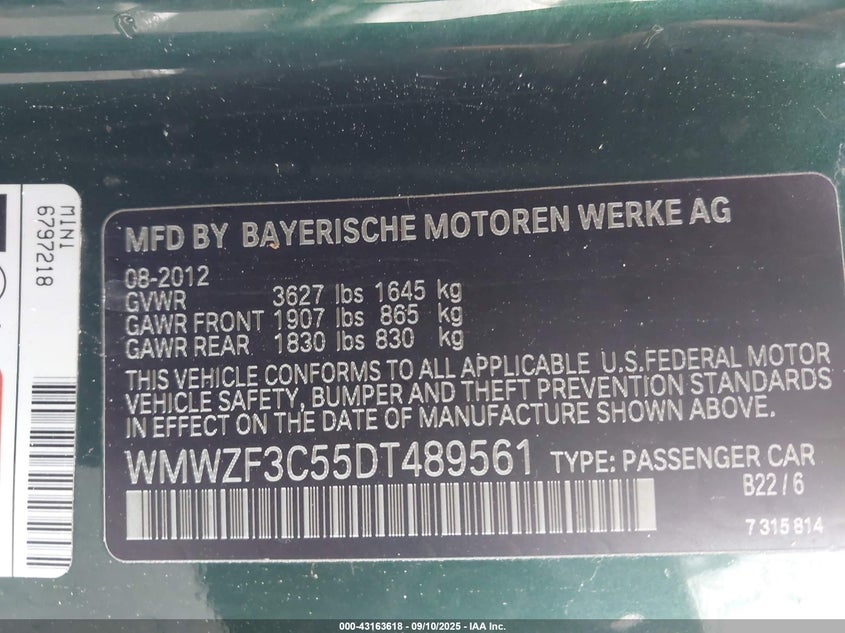 MINI
6797218
MFD BY BAYERISCHE MOTOREN WERKE AG
08-2012
GVWR 3627 lbs 1645 kg
GAWR FRONT 1907 lbs 865 kg
GAWR REAR 1830 lbs 830 kg
THIS VEHICLE CONFORMS TO ALL APPLICABLE U.S.FEDERAL MOTOR
VEHICLE SAFETY, BUMPER AND THEFT PREVENTION STANDARDS
IN EFFECT ON THE DATE OF MANUFACTURE SHOWN ABOVE.
WMWZF3C55DT489561 TYPE: PASSENGER CAR
B22/6
7 315 814
000-43163618 - 09/10/2025 - IAA Inc.